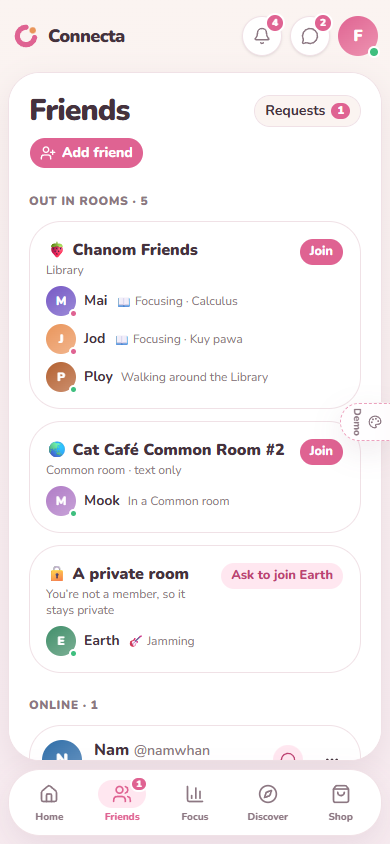 Connecta
4
2
F
Friends
Requests 1
Add friend
OUT IN ROOMS · 5
Chanom Friends
Join
Library
M Mai Focusing · Calculus
J Jod Focusing · Kuy pawa
P Ploy Walking around the Library
Demo
Cat Café Common Room #2
Join
Common room · text only
M Mook In a Common room
A private room
Ask to join Earth
You're not a member, so it
stays private
E Earth Jamming
ONLINE · 1
N
Nam @namwhan
1
Home
Friends
Focus
Discover
Shop